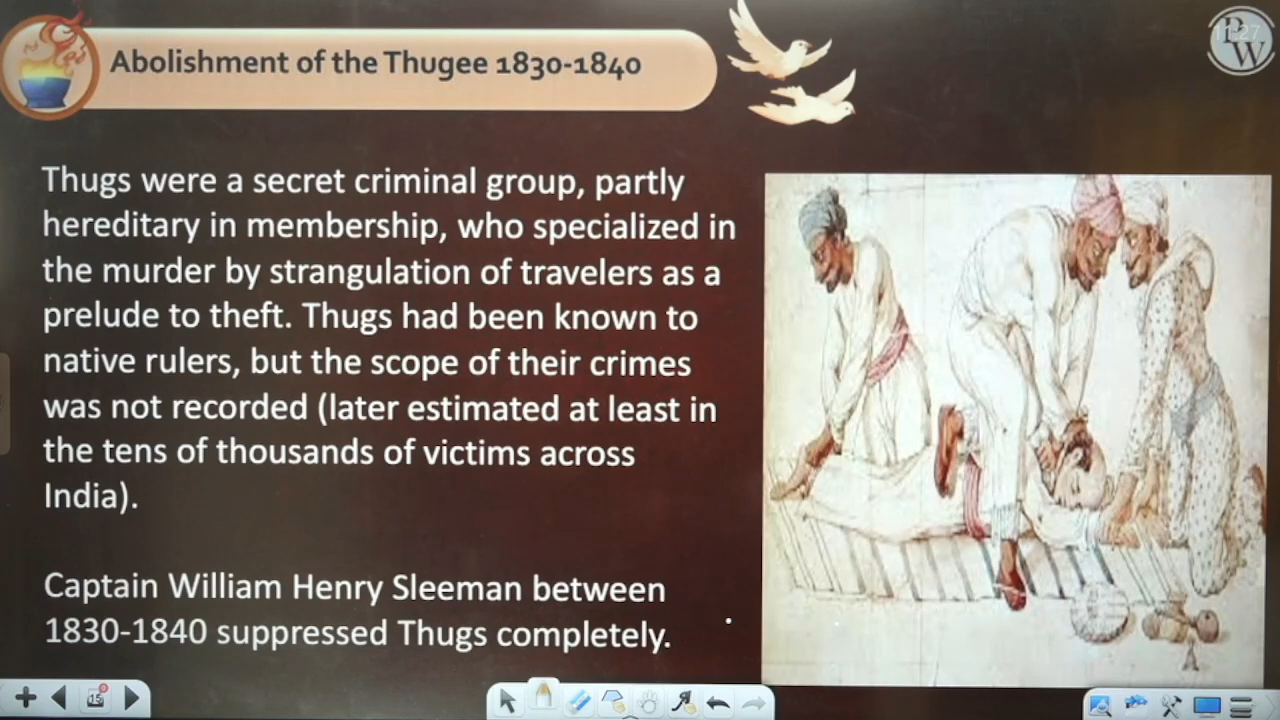 Abolishment of the Thugee 1830-1840
PW
Thugs were a secret criminal group, partly
hereditary in membership, who specialized in
the murder by strangulation of travelers as a
prelude to theft. Thugs had been known to
native rulers, but the scope of their crimes
was not recorded (later estimated at least in
the tens of thousands of victims across
India).
Captain William Henry Sleeman between
1830-1840 suppressed Thugs completely.
15